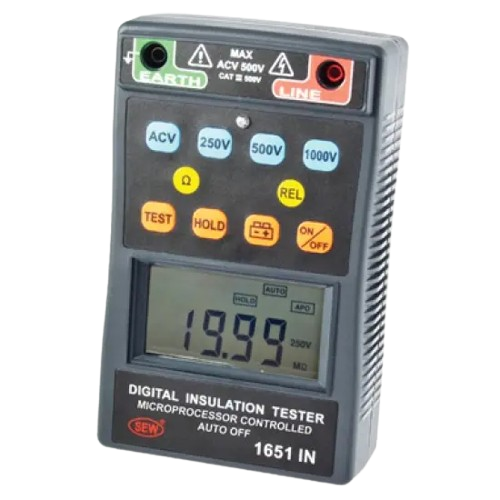 MAX
ACV 500V
CAT III 500V
EARTH
LINE
ACV 250V 500V 1000V
Ω REL
TEST HOLD ON/OFF
AUTO
HOLD APO
19.99 250V
MΩ
DIGITAL INSULATION TESTER
MICROPROCESSOR CONTROLLED
SEW AUTO OFF
1651 IN